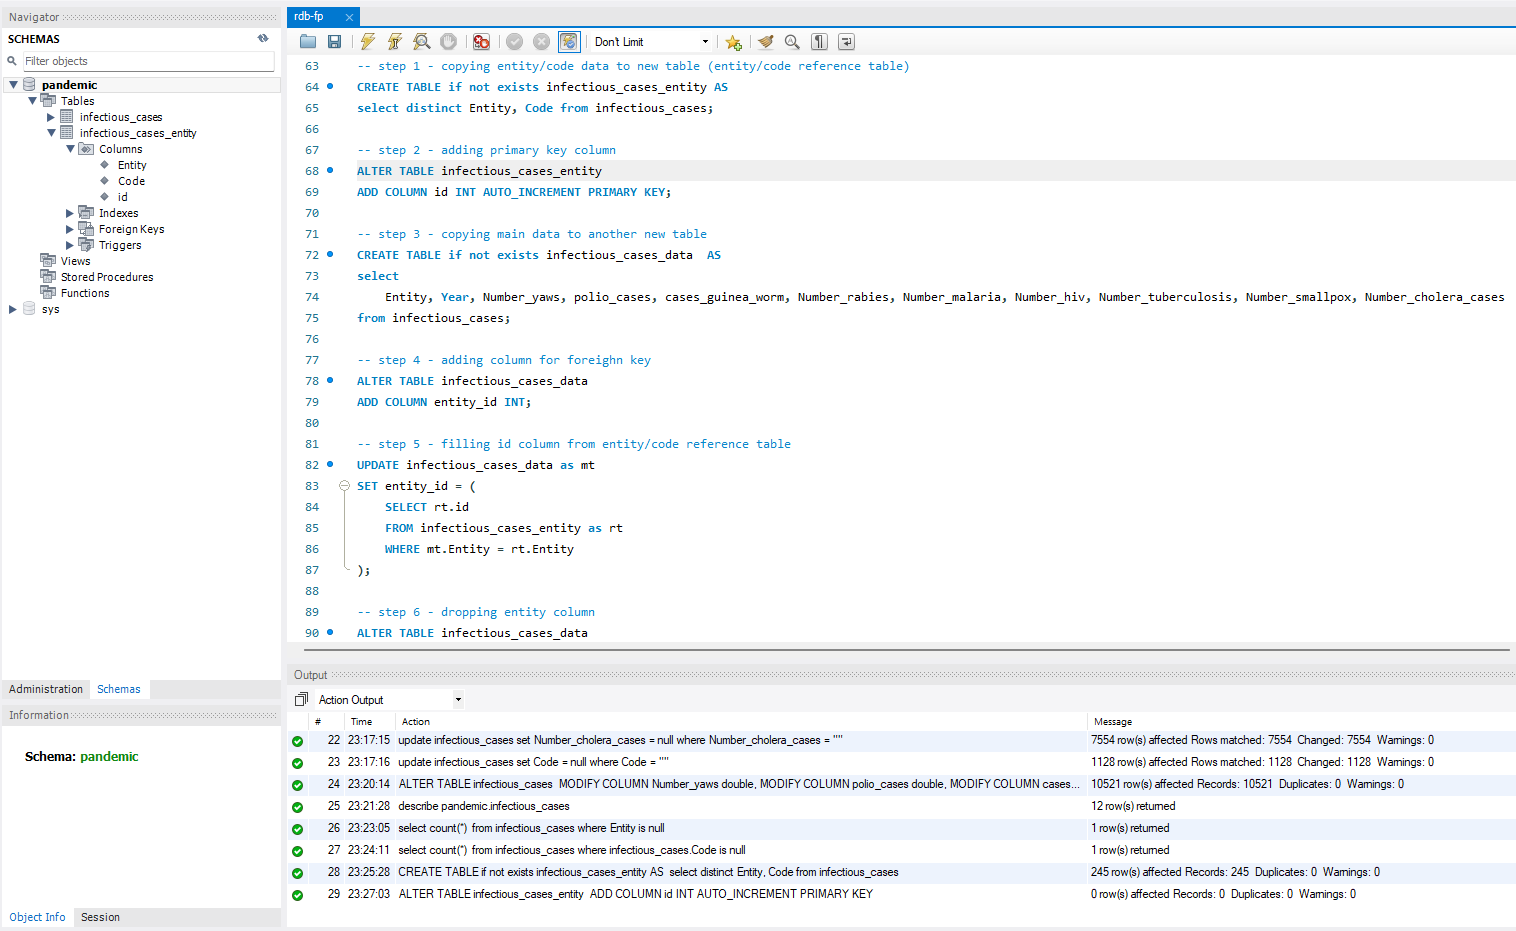 Navigator
SCHEMAS
Filter objects
pandemic
Tables
infectious_cases
infectious_cases_entity
Columns
Entity
Code
id
Indexes
Foreign Keys
Triggers
Views
Stored Procedures
Functions
sys
Administration Schemas
Information
Schema: pandemic
Object Info Session
rdb-fp
Don't Limit
63 -- step 1 - copying entity/code data to new table (entity/code reference table)
64 CREATE TABLE if not exists infectious_cases_entity AS
65 select distinct Entity, Code from infectious_cases;
66
67 -- step 2 - adding primary key column
68 ALTER TABLE infectious_cases_entity
69 ADD COLUMN id INT AUTO_INCREMENT PRIMARY KEY;
70
71 -- step 3 - copying main data to another new table
72 CREATE TABLE if not exists infectious_cases_data  AS
73 select
74 Entity, Year, Number_yaws, polio_cases, cases_guinea_worm, Number_rabies, Number_malaria, Number_hiv, Number_tuberculosis, Number_smallpox, Number_cholera_cases
75 from infectious_cases;
76
77 -- step 4 - adding column for foreighn key
78 ALTER TABLE infectious_cases_data
79 ADD COLUMN entity_id INT;
80
81 -- step 5 - filling id column from entity/code reference table
82 UPDATE infectious_cases_data as mt
83 SET entity_id = (
84 SELECT rt.id
85 FROM infectious_cases_entity as rt
86 WHERE mt.Entity = rt.Entity
87 );
88
89 -- step 6 - dropping entity column
90 ALTER TABLE infectious_cases_data
Output
Action Output
# Time Action Message
22 23:17:15 update infectious_cases set Number_cholera_cases = null where Number_cholera_cases = "" 7554 row(s) affected Rows matched: 7554  Changed: 7554  Warnings: 0
23 23:17:16 update infectious_cases set Code = null where Code = "" 1128 row(s) affected Rows matched: 1128  Changed: 1128  Warnings: 0
24 23:20:14 ALTER TABLE infectious_cases  MODIFY COLUMN Number_yaws double, MODIFY COLUMN polio_cases double, MODIFY COLUMN cases... 10521 row(s) affected Records: 10521  Duplicates: 0  Warnings: 0
25 23:21:28 describe pandemic.infectious_cases 12 row(s) returned
26 23:23:05 select count(*)  from infectious_cases where Entity is null 1 row(s) returned
27 23:24:11 select count(*)  from infectious_cases where infectious_cases.Code is null 1 row(s) returned
28 23:25:28 CREATE TABLE if not exists infectious_cases_entity AS  select distinct Entity, Code from infectious_cases 245 row(s) affected Records: 245  Duplicates: 0  Warnings: 0
29 23:27:03 ALTER TABLE infectious_cases_entity  ADD COLUMN id INT AUTO_INCREMENT PRIMARY KEY 0 row(s) affected Records: 0  Duplicates: 0  Warnings: 0